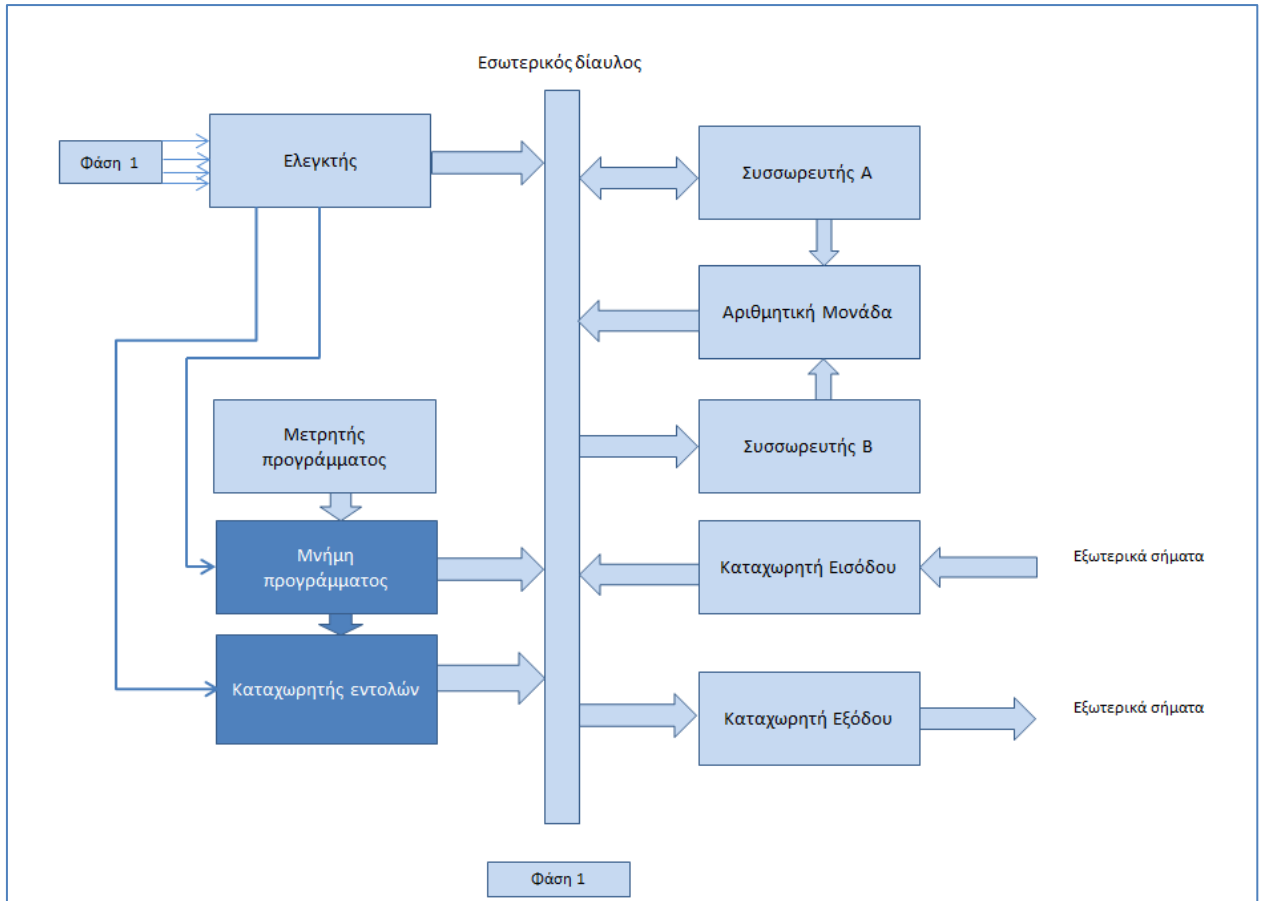 Εσωτερικός δίαυλος
Φάση 1
Ελεγκτής
Συσσωρευτής Α
Αριθμητική Μονάδα
Μετρητής
προγράμματος
Συσσωρευτής Β
Μνήμη
προγράμματος
Καταχωρητή Εισόδου
Εξωτερικά σήματα
Καταχωρητής εντολών
Καταχωρητή Εξόδου
Εξωτερικά σήματα
Φάση 1